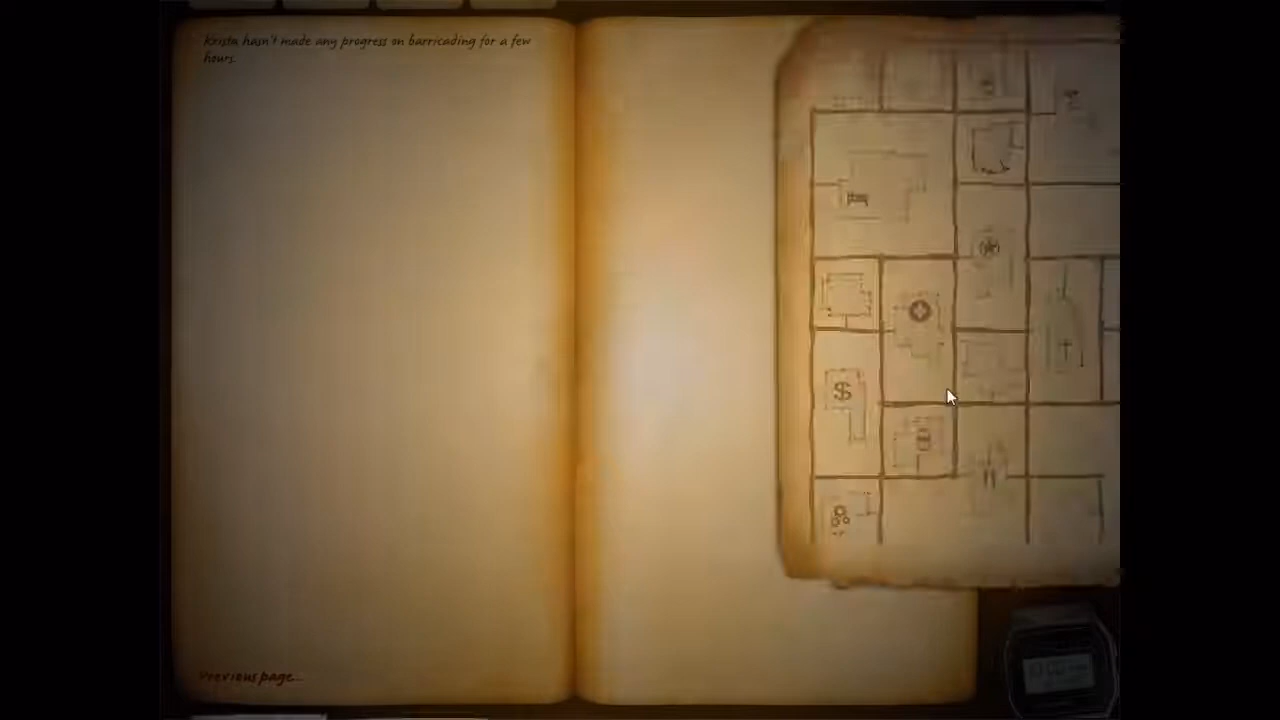 Krista hasn't made any progress on barricading for a few
hours.
$
Previous page...